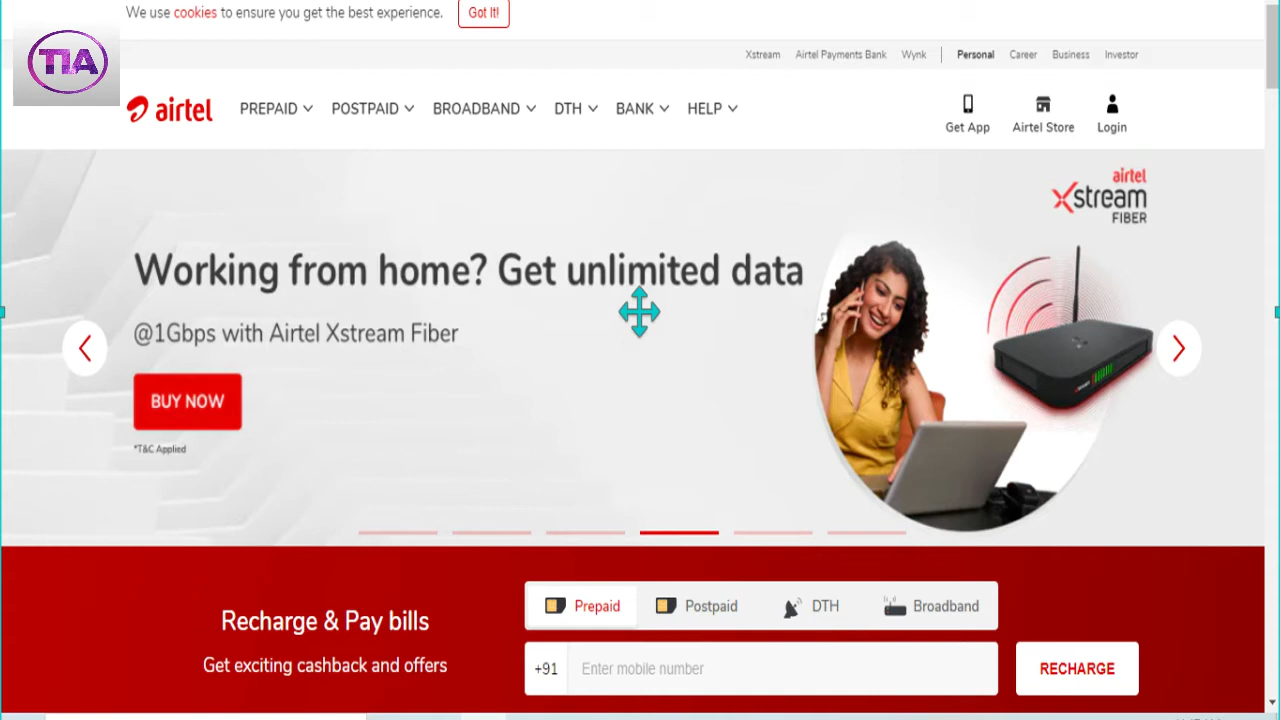 We use cookies to ensure you get the best experience. Got It!
TIA
Xstream Airtel Payments Bank Wynk Personal Career Business Investor
airtel PREPAID POSTPAID BROADBAND DTH BANK HELP
Get App Airtel Store Login
airtel
Xstream
FIBER
Working from home? Get unlimited data
@1Gbps with Airtel Xstream Fiber
BUY NOW
*T&C Applied
Prepaid Postpaid DTH Broadband
Recharge & Pay bills
Get exciting cashback and offers
+91 Enter mobile number RECHARGE